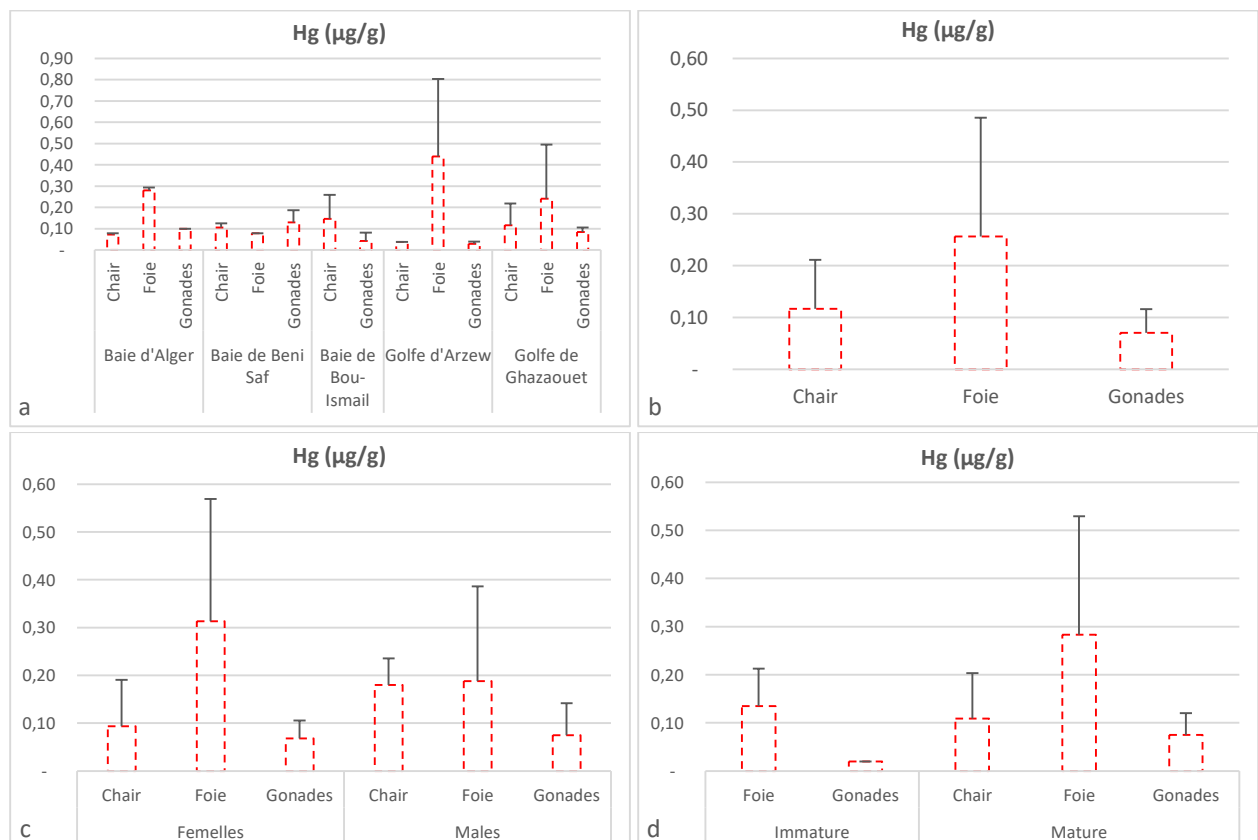 Hg (µg/g)
0,90
0,80
0,70
0,60
0,50
0,40
0,30
0,20
0,10
-
Chair
Foie
Gonades
Chair
Foie
Gonades
Chair
Gonades
Chair
Foie
Gonades
Chair
Foie
Gonades
Baie d'Alger
Baie de Beni
Saf
Baie de
Bou-
Ismail
Golfe d'Arzew
Golfe de
Ghazaouet
a
Hg (µg/g)
0,60
0,50
0,40
0,30
0,20
0,10
-
Chair Foie Gonades
b
Hg (µg/g)
0,60
0,50
0,40
0,30
0,20
0,10
-
Chair Foie Gonades Chair Foie Gonades
Femelles Males
c
Hg (µg/g)
0,60
0,50
0,40
0,30
0,20
0,10
-
Foie Gonades Chair Foie Gonades
Immature Mature
d